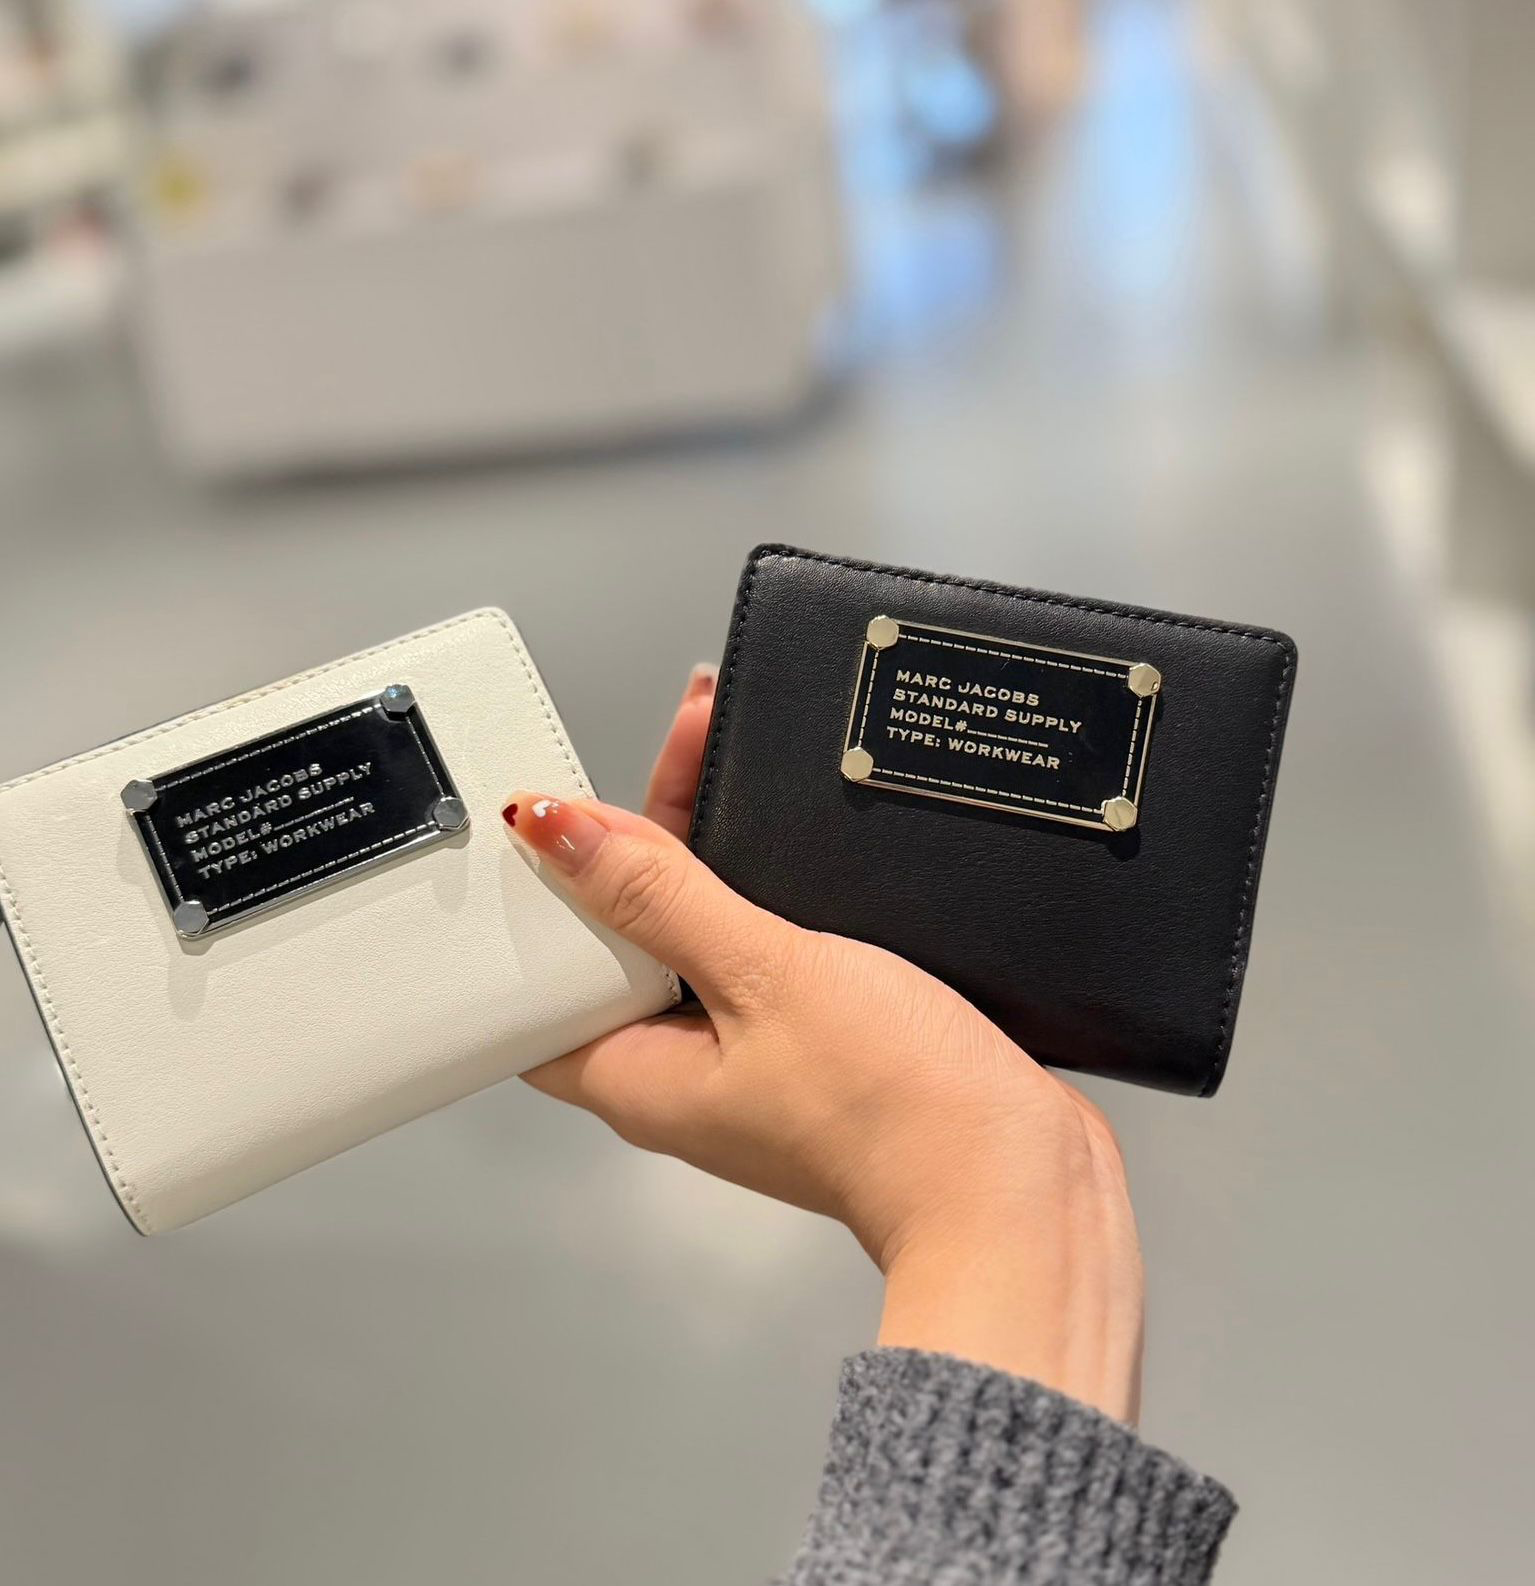 MARC JACOBS
STANDARD SUPPLY
MODEL#
TYPE: WORKWEAR
MARC JACOBS
STANDARD SUPPLY
MODEL#
TYPE: WORKWEAR